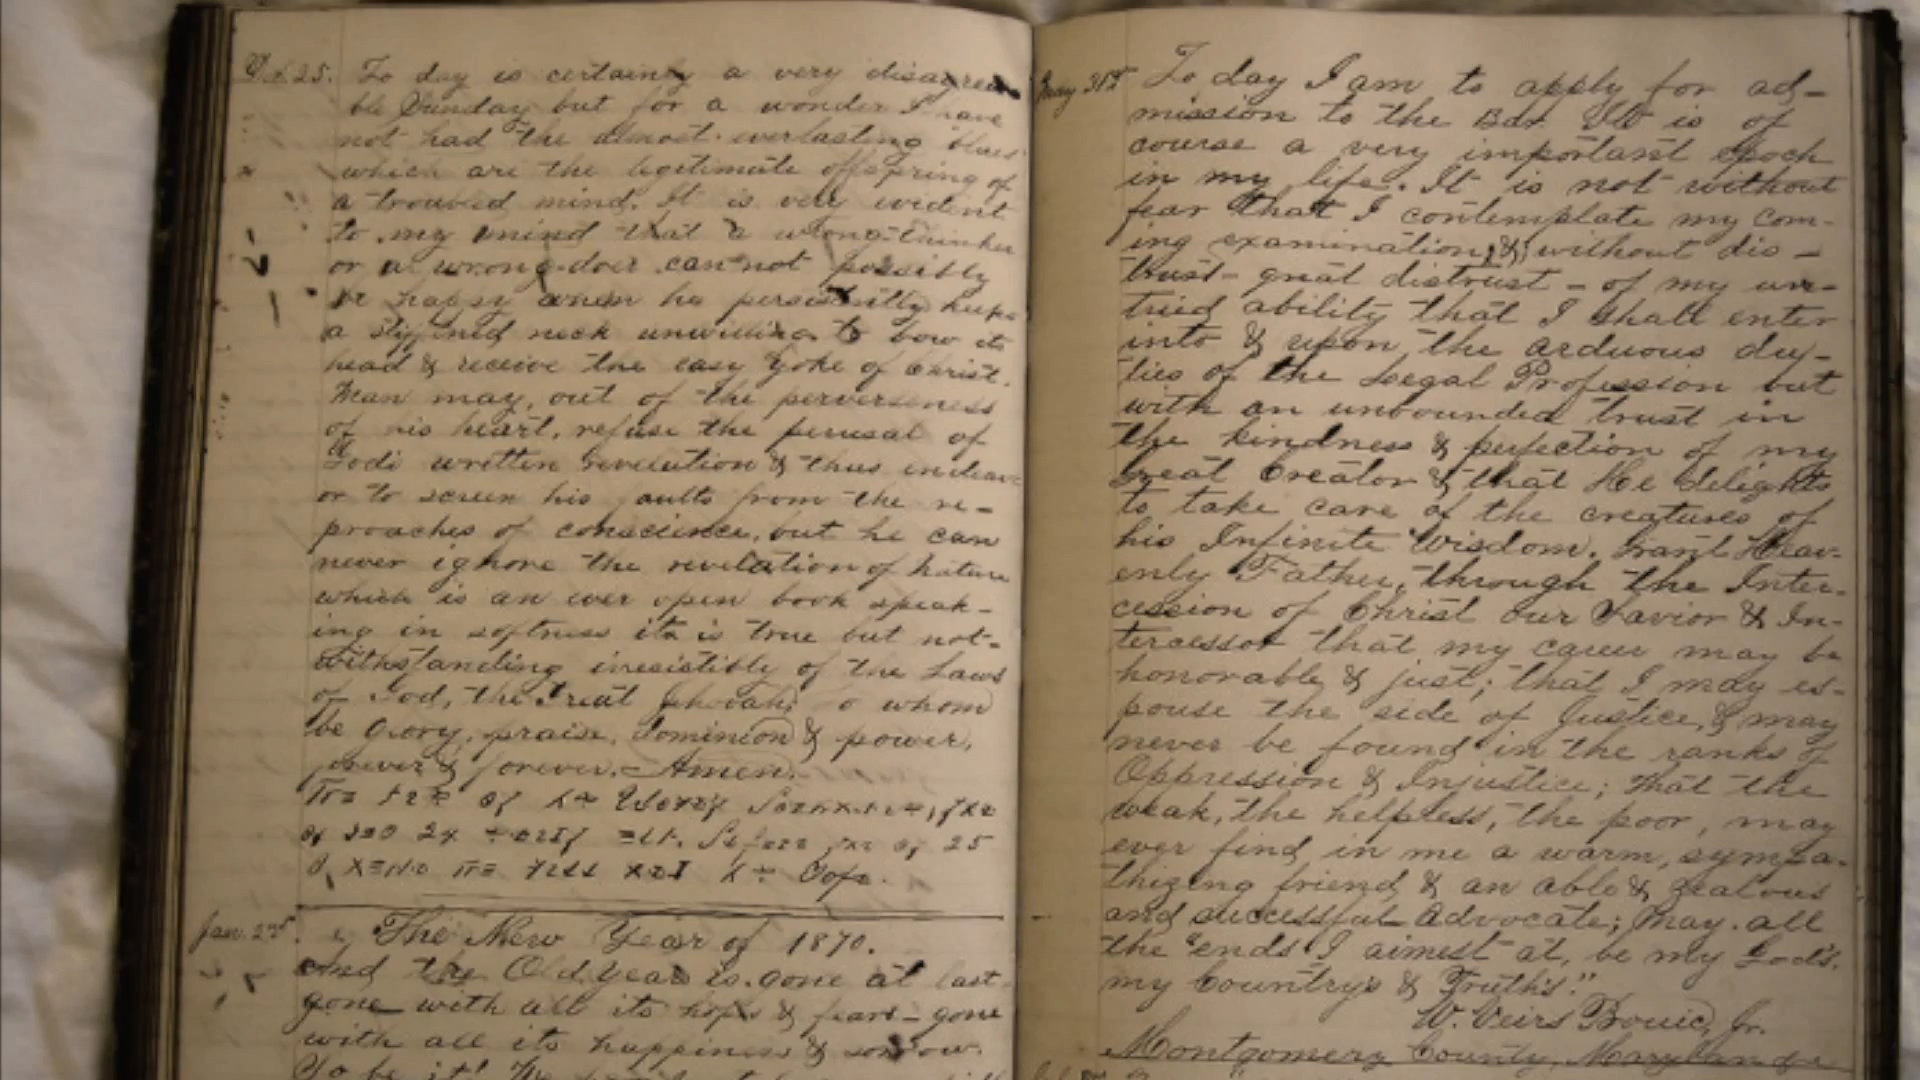 25. To day is certainly a very disagrea
ble Sunday but for a wonder I have
not had the almost everlasting blues
which are the legitimate offspring of
a troubled mind. It is very evident
to my mind that a wrong-thinker
or a wrong-doer can not possibly
be happy when he persistently keeps
a stiffned neck unwilling to bow its
head & receive the easy Yoke of Christ.
Man may, out of the perverseness
of his heart, refuse the perusal of
Gods written revelution & thus endeav
or to screen his faults from the re-
proaches of conscience, but he can
never ignore the revelation of Nature
which is an ever open book speak-
ing in softness it is true but not-
withstanding irresistibly of the Laws
of God, the Great Jehovah, to whom
be glory, praise, dominion & power,
forever & forever. Amen.
Jan. The New Year of 1870.
and the Old Year is gone at last-
gone with all its hopes & fears - gone
with all its happiness & sorrow.
So be it!
May 31st To day I am to apply for ad-
mission to the Bar. It is of
course a very important epoch
in my life. It is not without
fear that I contemplate my com-
ing examination, & without dis-
trust - great distrust - of my un-
tried ability that I shall enter
into & upon the arduous du-
ties of the Legal Profession but
with an unbounded trust in
the kindness & perfection of my
great Creator & that He delights
to take care of the creatures of
his Infinite Wisdom. Grant Heav-
enly Father, through the Inter-
cession of Christ our Savior & In-
tercessor that my career may be
honorable & just; that I may es-
pouse the side of Justice, & may
never be found in the ranks of
Oppression & Injustice; that the
weak, the helpless, the poor, may
ever find in me a warm, sympa-
thizing friend & an able & zealous
and successful advocate; may all
the "ends I aimest at, be my God's,
my Countrys & Truth's."
W. Veirs Bouic, Jr.
Montgomery County, Maryland